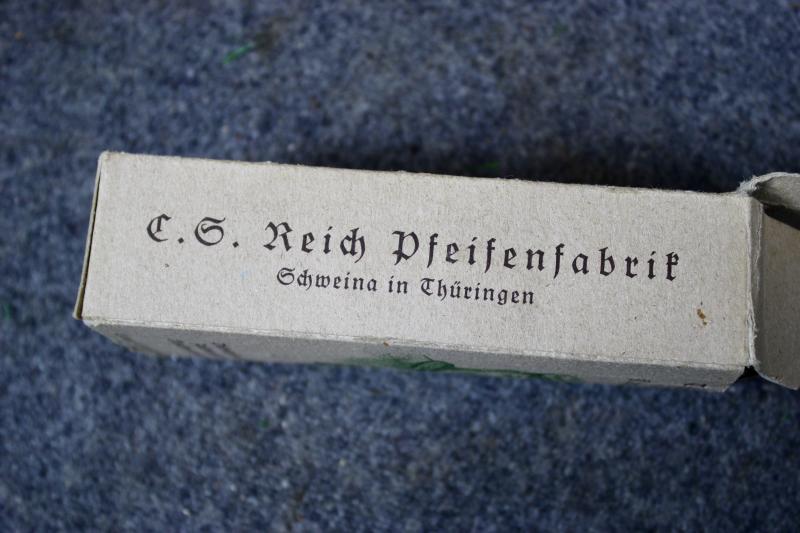 C.S. Reich Pfeifenfabrik
Schweina in Thüringen